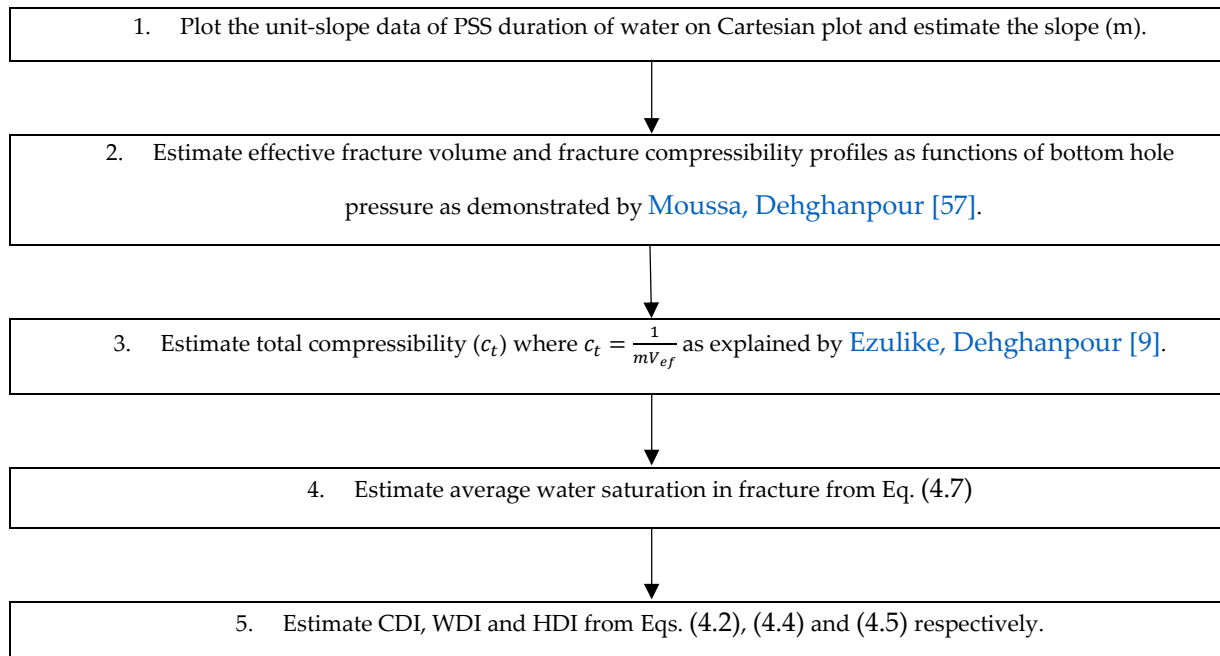 1. Plot the unit-slope data of PSS duration of water on Cartesian plot and estimate the slope (m).
2. Estimate effective fracture volume and fracture compressibility profiles as functions of bottom hole
pressure as demonstrated by Moussa, Dehghanpour [57].
3. Estimate total compressibility (c_t) where c_t = \frac{1}{mV_{ef}} as explained by Ezulike, Dehghanpour [9].
4. Estimate average water saturation in fracture from Eq. (4.7)
5. Estimate CDI, WDI and HDI from Eqs. (4.2), (4.4) and (4.5) respectively.